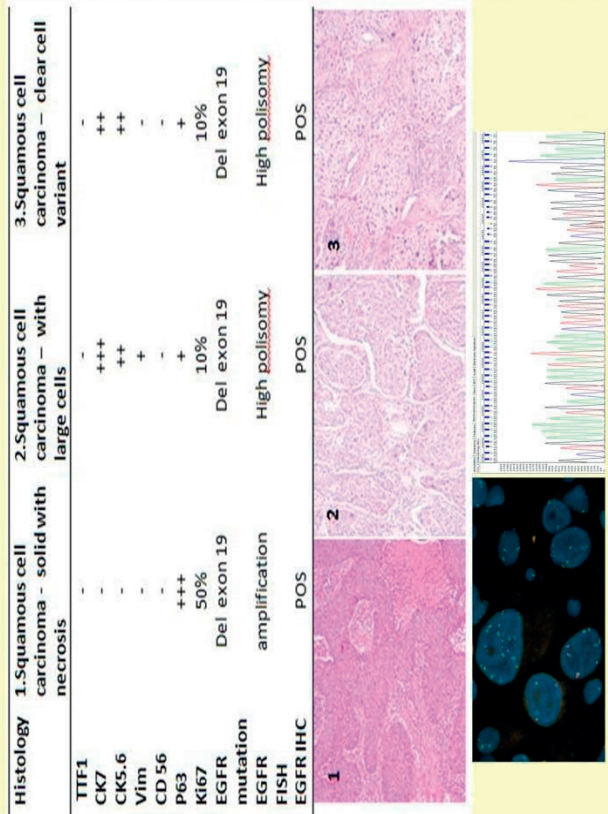 Histology 1.Squamous cell carcinoma - solid with necrosis 2.Squamous cell carcinoma – with large cells 3.Squamous cell carcinoma – clear cell variant
TTF1 - - -
CK7 - +++ ++
CK5.6 - ++ ++
Vim - + -
CD 56 - - -
P63 +++ + +
Ki67 50% 10% 10%
EGFR mutation Del exon 19 Del exon 19 Del exon 19
EGFR FISH amplification High polisomy High polisomy
EGFR IHC POS POS POS
1 2 3